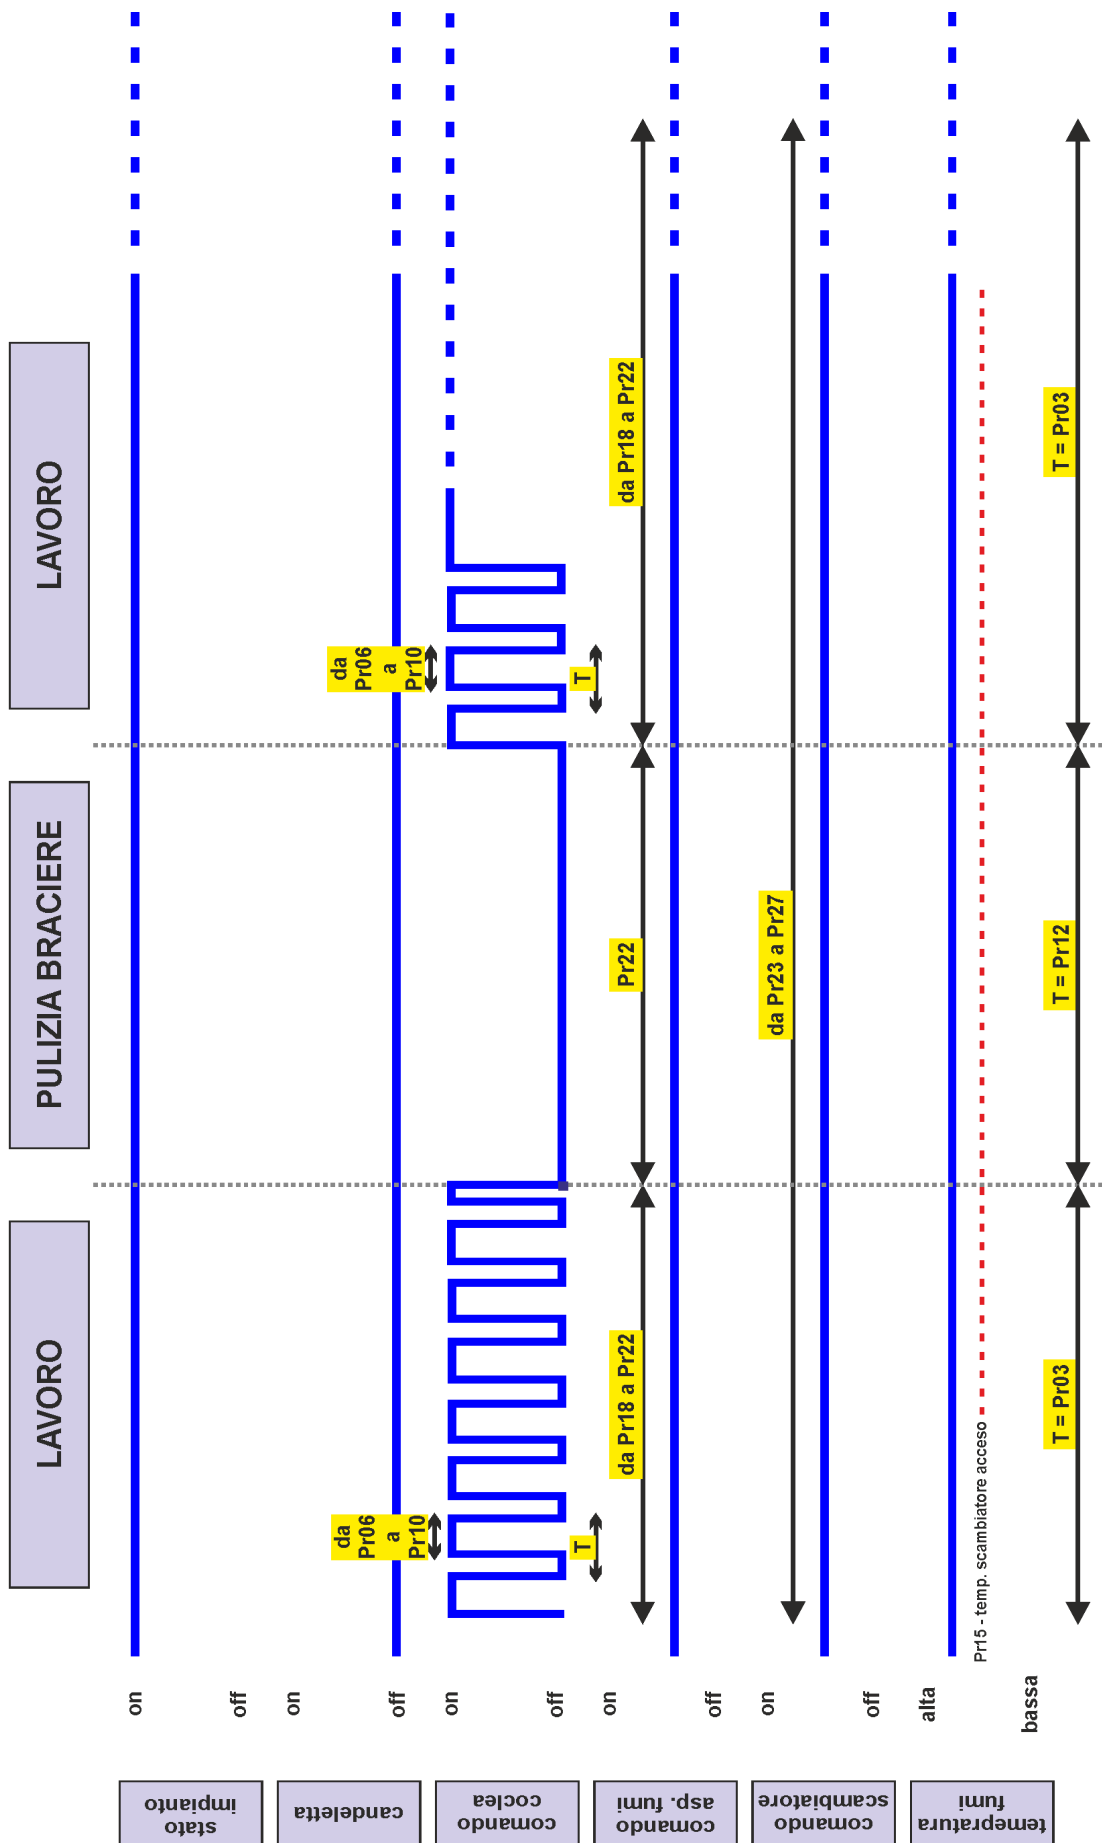 LAVORO
PULIZIA BRACIERE
LAVORO
stato
impianto
on
off
candeletta
on
off
da
Pr06
a
Pr10
da
Pr06
a
Pr10
comando
coclea
on
off
T
T
comando
asp. fumi
on
off
da Pr18 a Pr22
Pr22
da Pr18 a Pr22
comando
scambiatore
on
off
da Pr23 a Pr27
temepratura
fumi
alta
bassa
Pr15 - temp. scambiatore acceso
T = Pr03
T = Pr12
T = Pr03